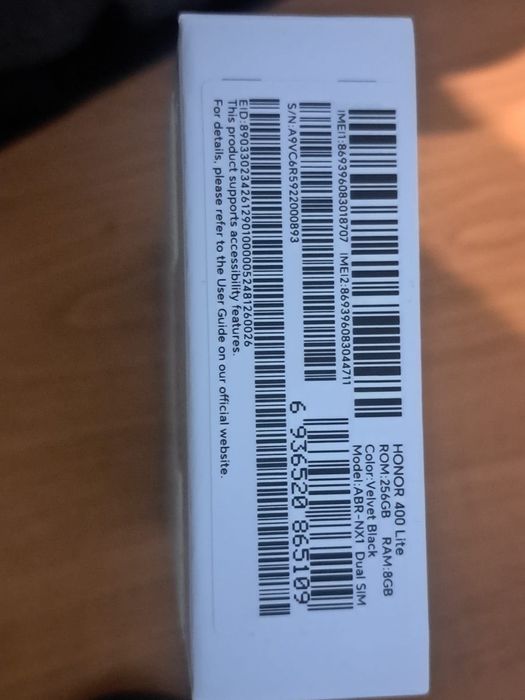 HONOR 400 Lite
ROM:256GB RAM:8GB
Color:Velvet Black
Model:ABR-NX1 Dual SIM
IMEI1:869396083018707 IMEI2:869396083044711
S/N:A9VC6R5922000893
6 936520 865109
EID:89033023426129010000052481260026
This product supports accessibility features.
For details, please refer to the User Guide on our official website.